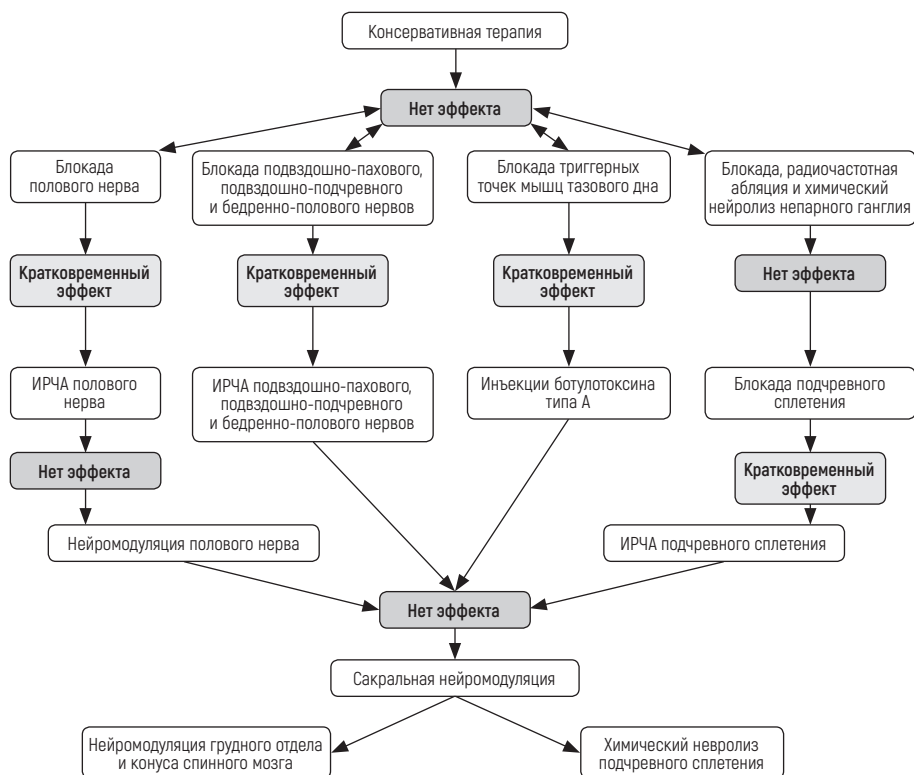 Консервативная терапия
Нет эффекта
Блокада
полового нерва
Блокада подвздошно-пахового,
подвздошно-подчревного
и бедренно-полового нервов
Блокада триггерных
точек мышц тазового дна
Блокада, радиочастотная
абляция и химический
нейролиз непарного ганглия
Кратковременный
эффект
Кратковременный
эффект
Кратковременный
эффект
Нет эффекта
ИРЧА полового
нерва
ИРЧА подвздошно-пахового,
подвздошно-подчревного
и бедренно-полового нервов
Инъекции ботулотоксина
типа А
Блокада подчревного
сплетения
Нет эффекта
Кратковременный
эффект
Нейромодуляция полового нерва
ИРЧА подчревного сплетения
Нет эффекта
Сакральная нейромодуляция
Нейромодуляция грудного отдела
и конуса спинного мозга
Химический невролиз
подчревного сплетения